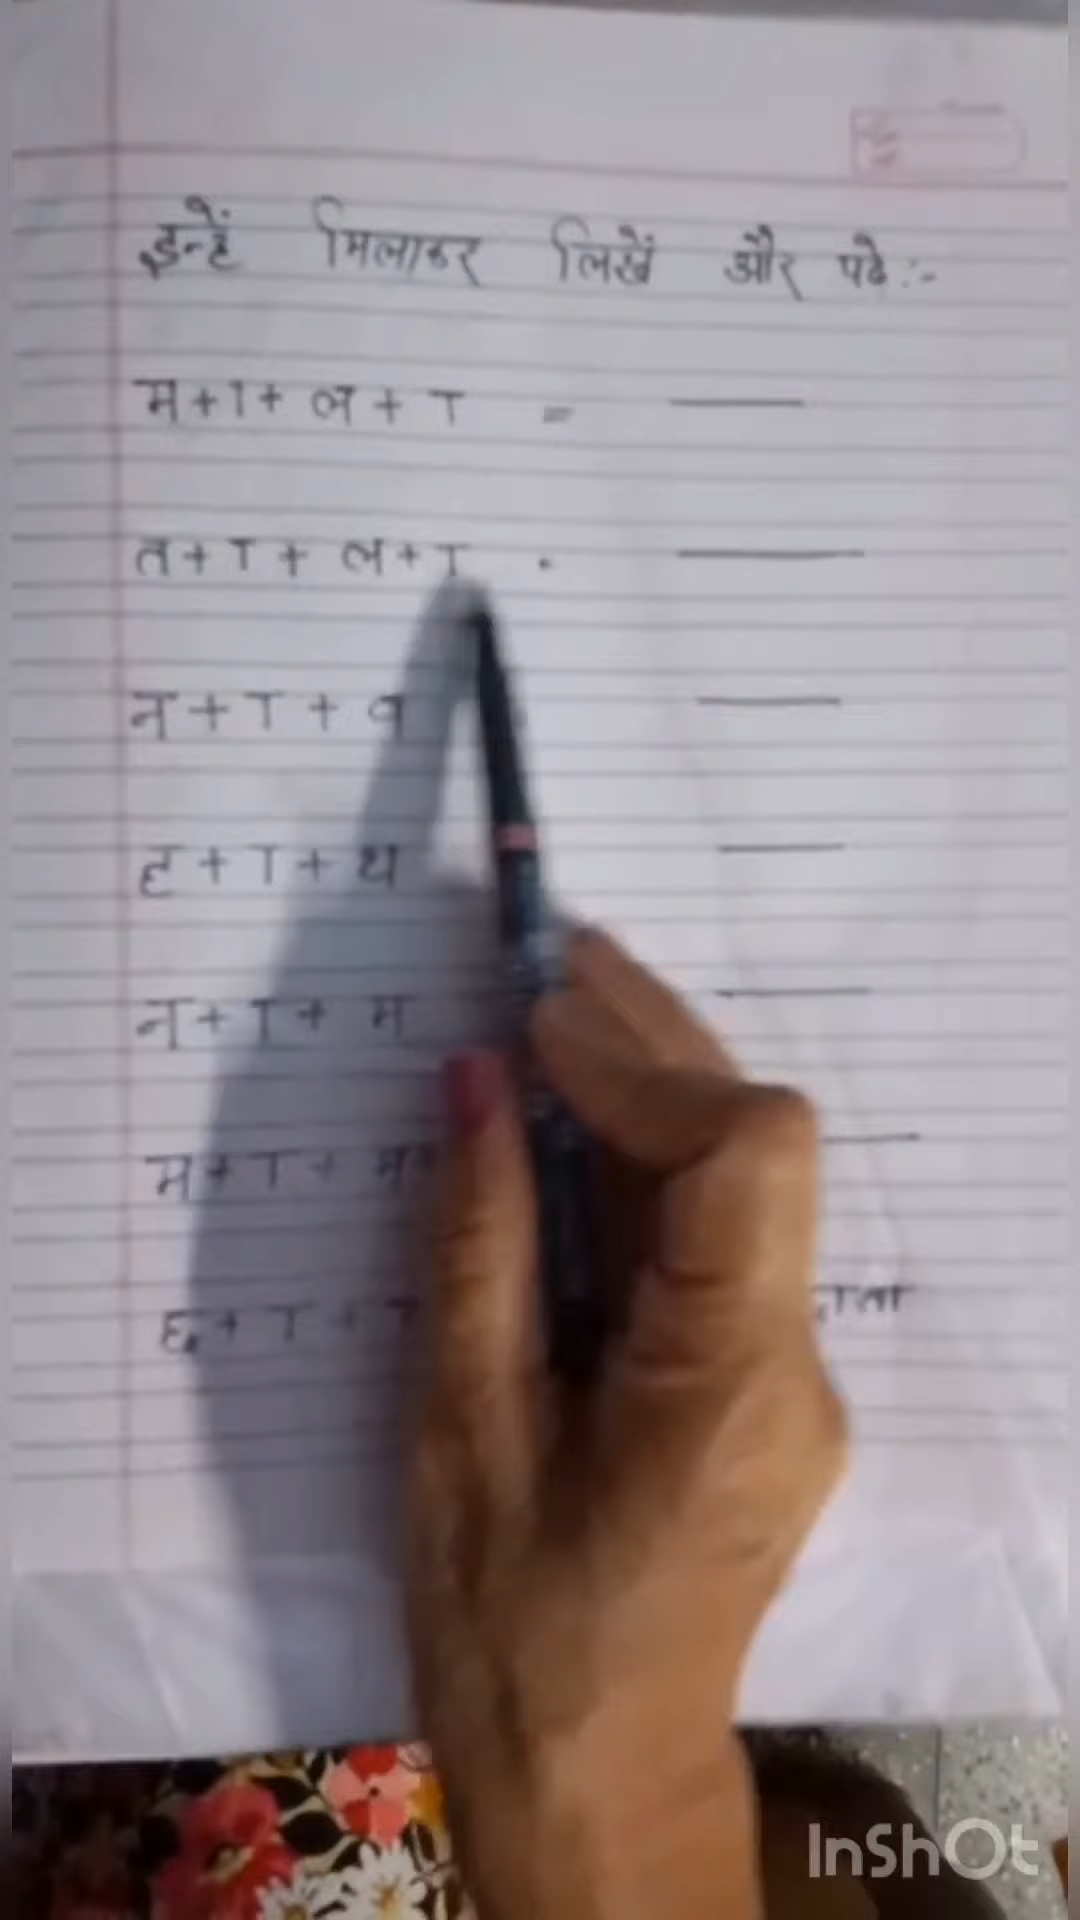 इन्हें मिलाकर लिखें और पढे :-
म + ा + ल + ा = ———
त + ा + ल + ा - ———
न + ा + व ———
ह + ा + थ ———
न + ा + म ———
म + ा + म + ———
द + ा + दाता
InShOt